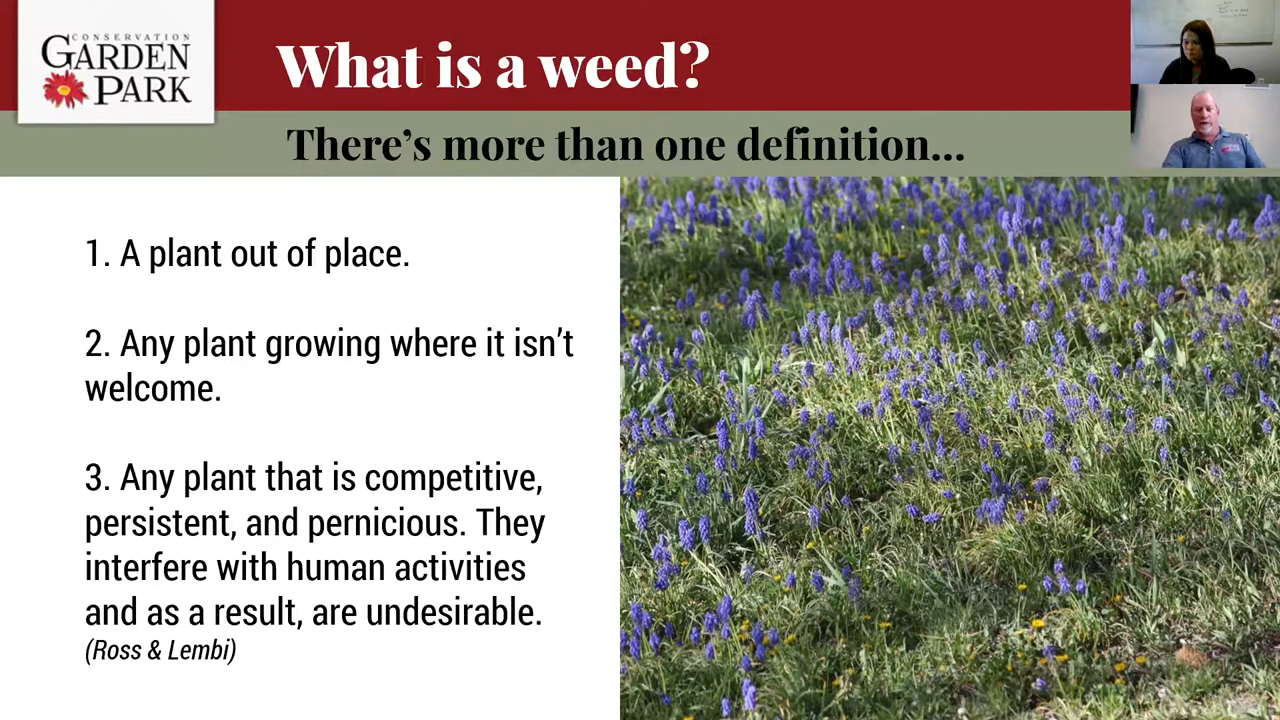 CONSERVATION
GARDEN
PARK
What is a weed?
There’s more than one definition...
1. A plant out of place.
2. Any plant growing where it isn’t
welcome.
3. Any plant that is competitive,
persistent, and pernicious. They
interfere with human activities
and as a result, are undesirable.
(Ross & Lembi)